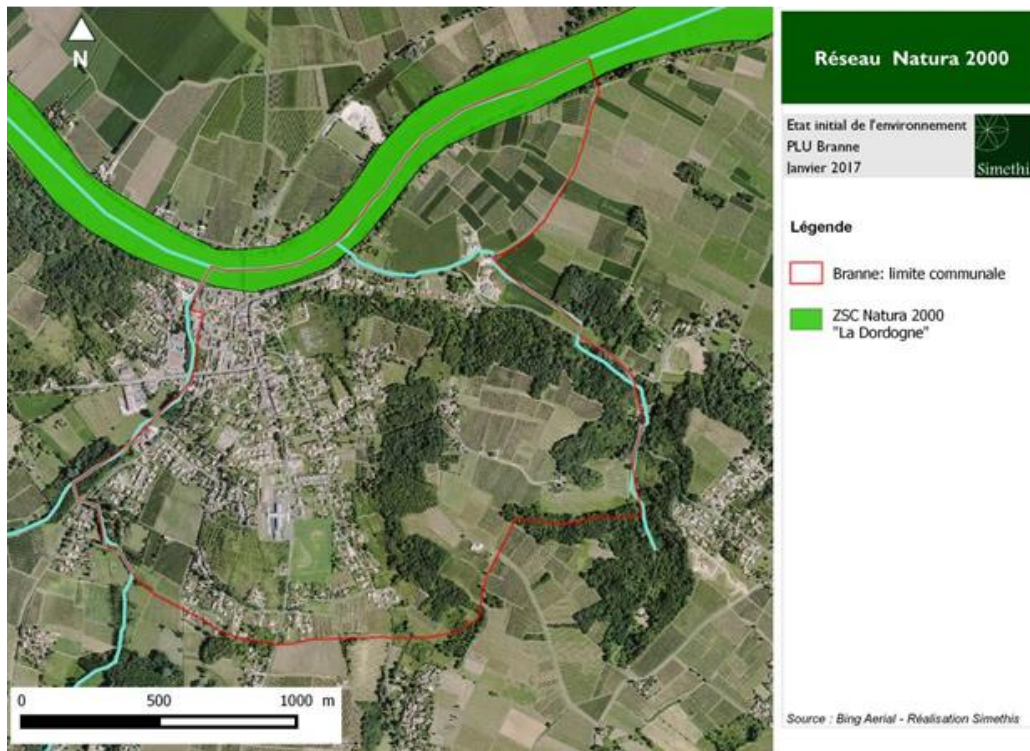 N
Réseau Natura 2000
Etat initial de l'environnement
PLU Branne
Janvier 2017
Simethis
Légende
Branne: limite communale
ZSC Natura 2000
"La Dordogne"
0 500 1000 m
Source : Bing Aerial - Réalisation Simethis